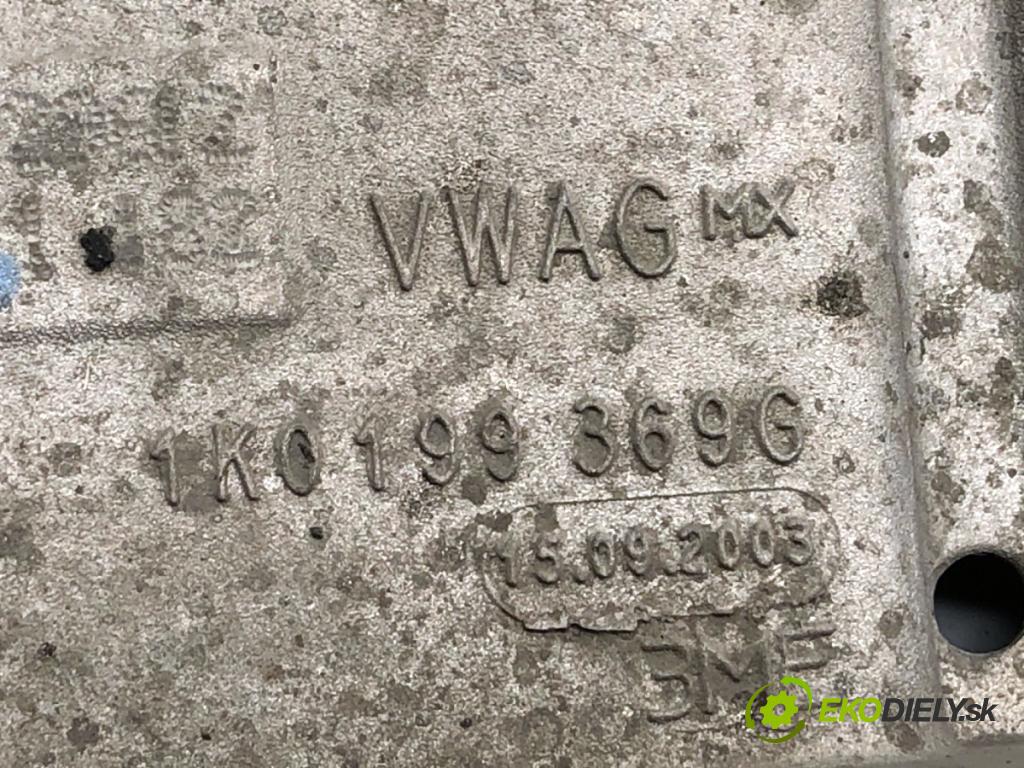 VWAG MX
1K0 199 369G
15.09.2003
EKODIELY.sk